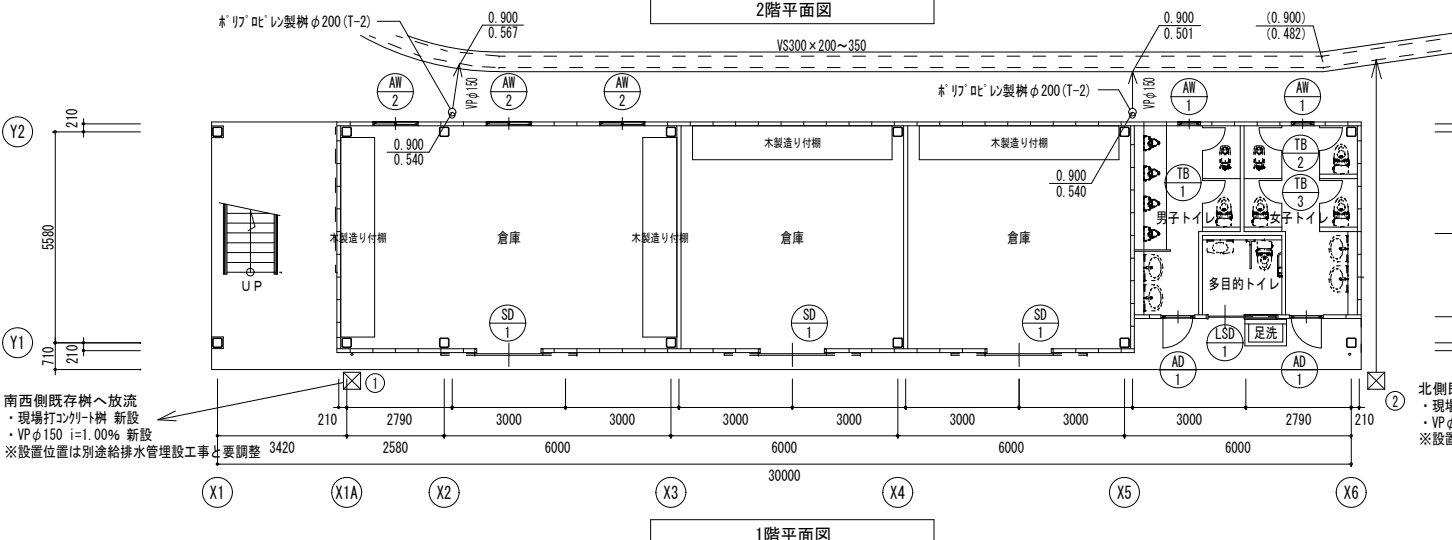 2階平面図
ﾎﾟﾘﾌﾟﾛﾋﾟﾚﾝ製桝φ200(T-2)
0.900
0.567
VS300×200～350
0.900
0.501
(0.900)
(0.482)
AW
2
AW
2
AW
2
VPφ150
ﾎﾟﾘﾌﾟﾛﾋﾟﾚﾝ製桝φ200(T-2)
VPφ150
AW
1
AW
1
Y2
210
0.900
0.540
木製造り付棚
木製造り付棚
0.900
0.540
TB
1
TB
2
TB
3
男子トイレ
女子トイレ
5580
木製造り付棚
倉庫
木製造り付棚
倉庫
倉庫
UP
多目的トイレ
SD
1
SD
1
SD
1
LSD
1
足洗
Y1
210
710
AD
1
AD
1
南西側既存桝へ放流
・現場打ｺﾝｸﾘｰﾄ桝 新設
・VPφ150 i=1.00% 新設
※設置位置は別途給排水管埋設工事と要調整
①
②
北側
・現場
・VPφ
※設置
210
2790
3000
3000
3000
3000
3000
3000
3000
2790
210
3420
2580
6000
6000
6000
6000
30000
X1
X1A
X2
X3
X4
X5
X6
1階平面図